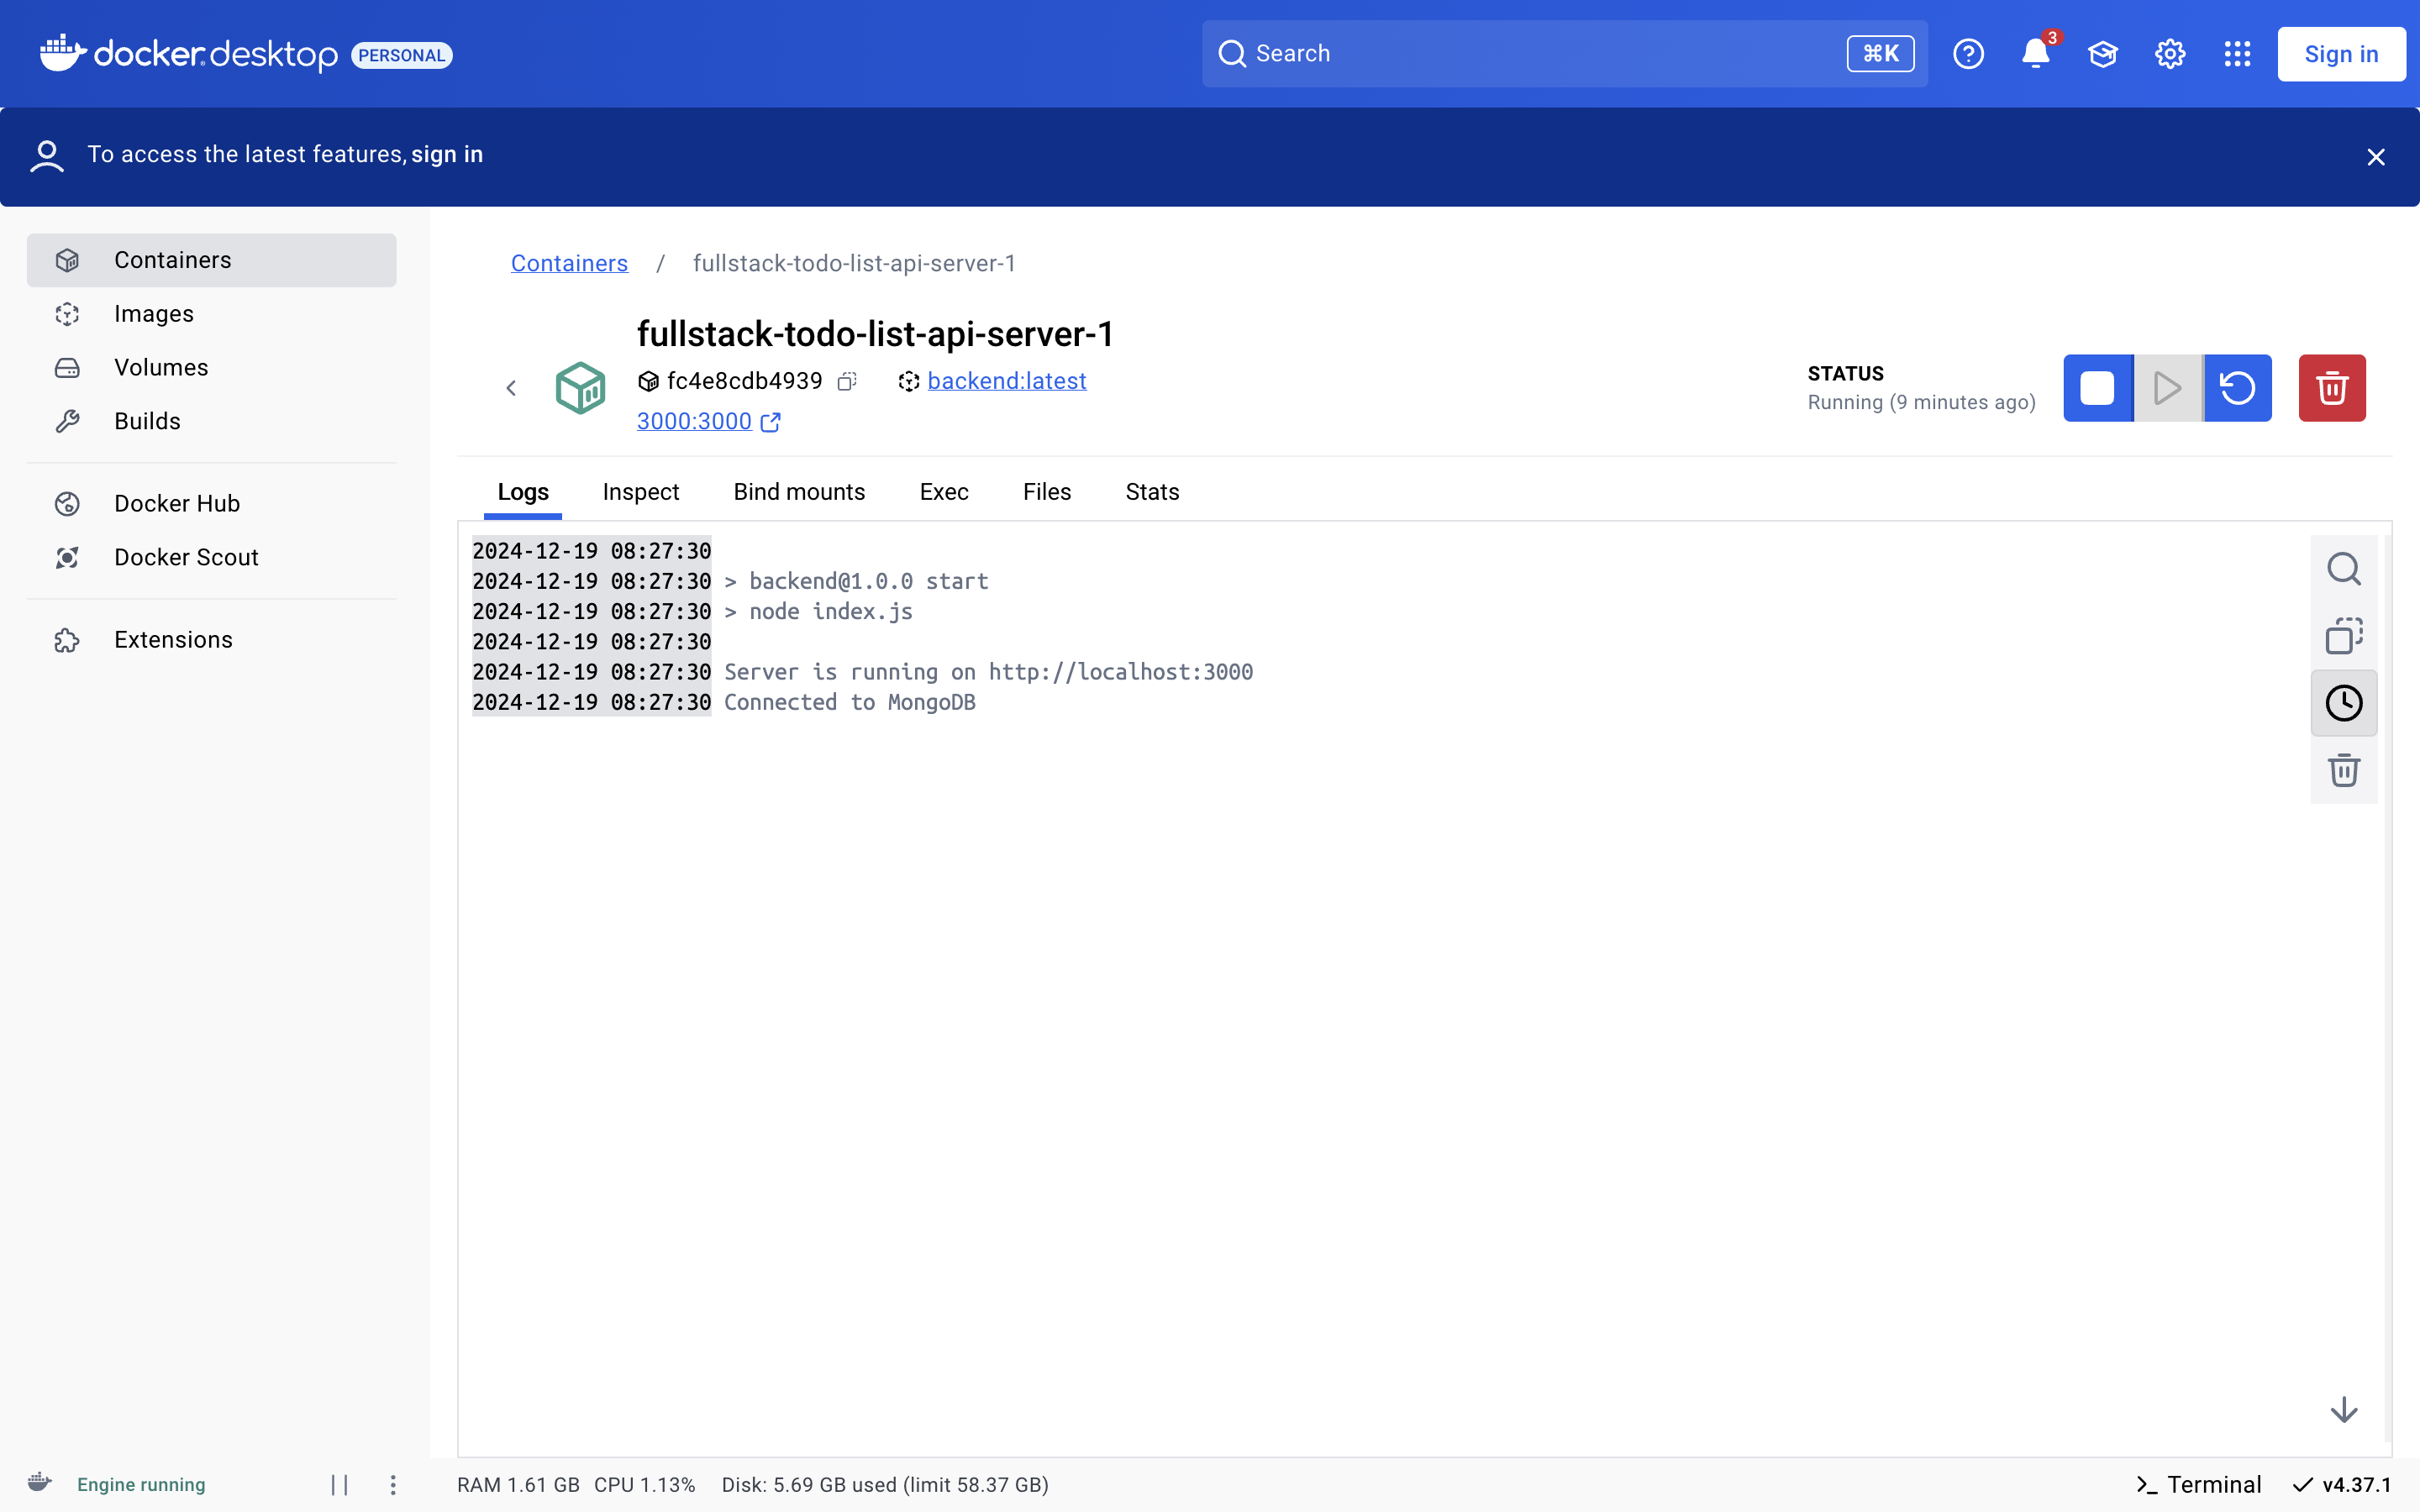 docker desktop PERSONAL
Search ⌘K
3
Sign in
To access the latest features, sign in
Containers
Images
Volumes
Builds
Docker Hub
Docker Scout
Extensions
Containers / fullstack-todo-list-api-server-1
fullstack-todo-list-api-server-1
fc4e8cdb4939 backend:latest
3000:3000
STATUS
Running (9 minutes ago)
Logs Inspect Bind mounts Exec Files Stats
2024-12-19 08:27:30
2024-12-19 08:27:30 > backend@1.0.0 start
2024-12-19 08:27:30 > node index.js
2024-12-19 08:27:30
2024-12-19 08:27:30 Server is running on http://localhost:3000
2024-12-19 08:27:30 Connected to MongoDB
Engine running
RAM 1.61 GB CPU 1.13% Disk: 5.69 GB used (limit 58.37 GB)
>_ Terminal
v4.37.1